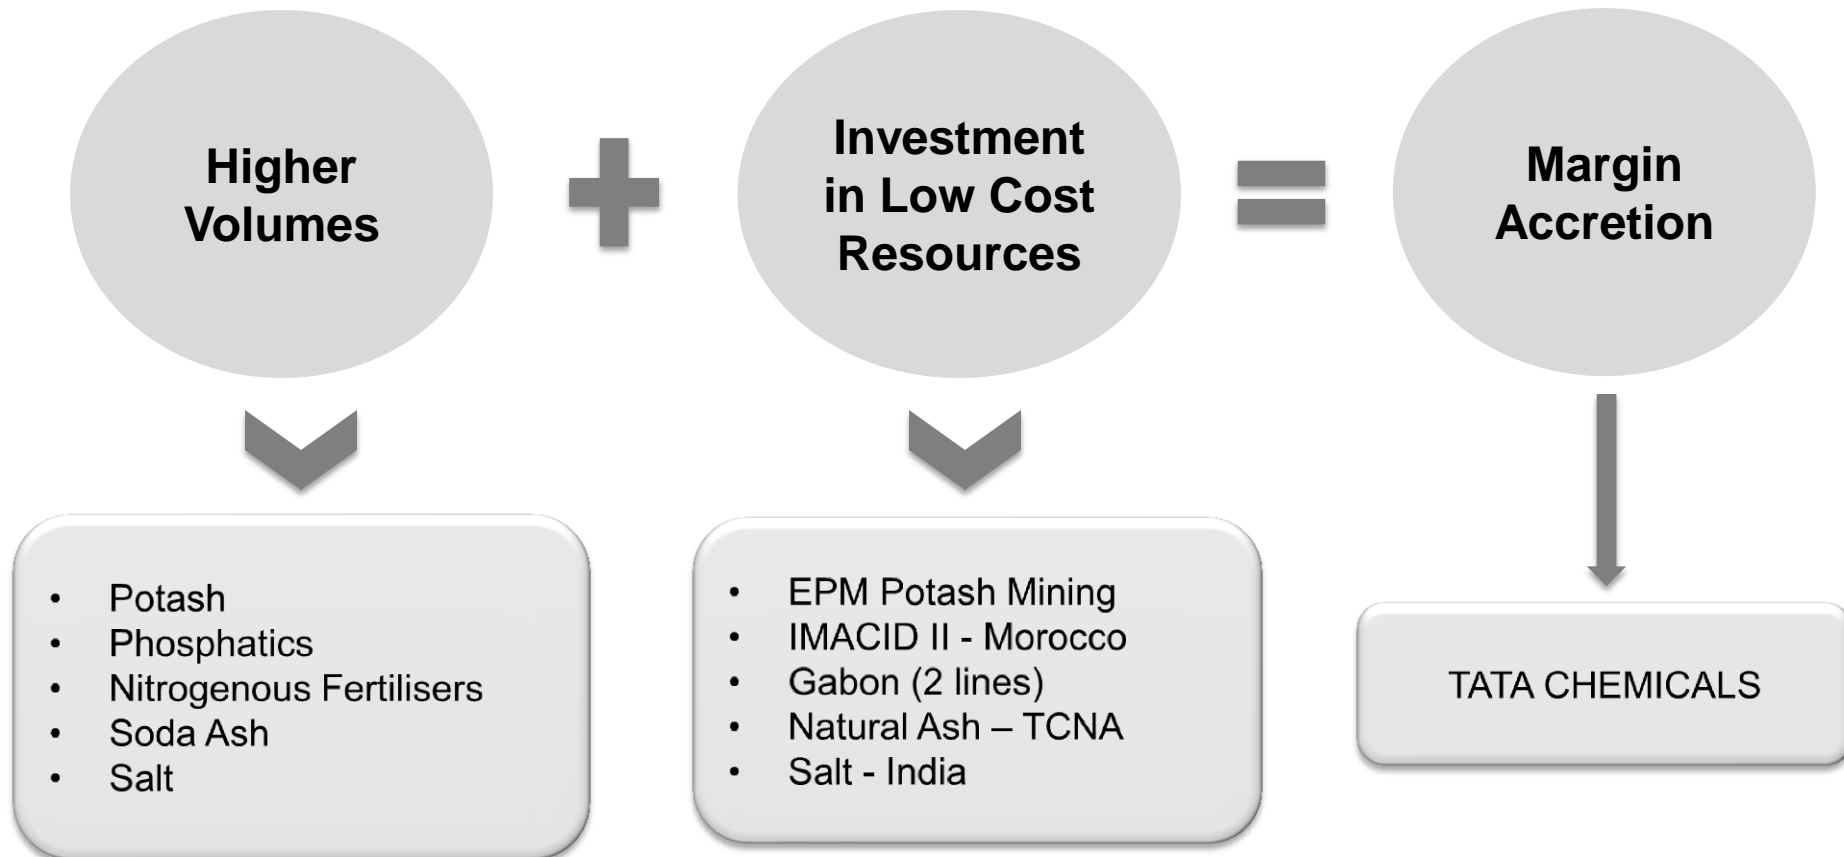 Higher
Volumes
Investment
in Low Cost
Resources
Margin
Accretion
• Potash
• Phosphatics
• Nitrogenous Fertilisers
• Soda Ash
• Salt
• EPM Potash Mining
• IMACID II - Morocco
• Gabon (2 lines)
• Natural Ash – TCNA
• Salt - India
TATA CHEMICALS